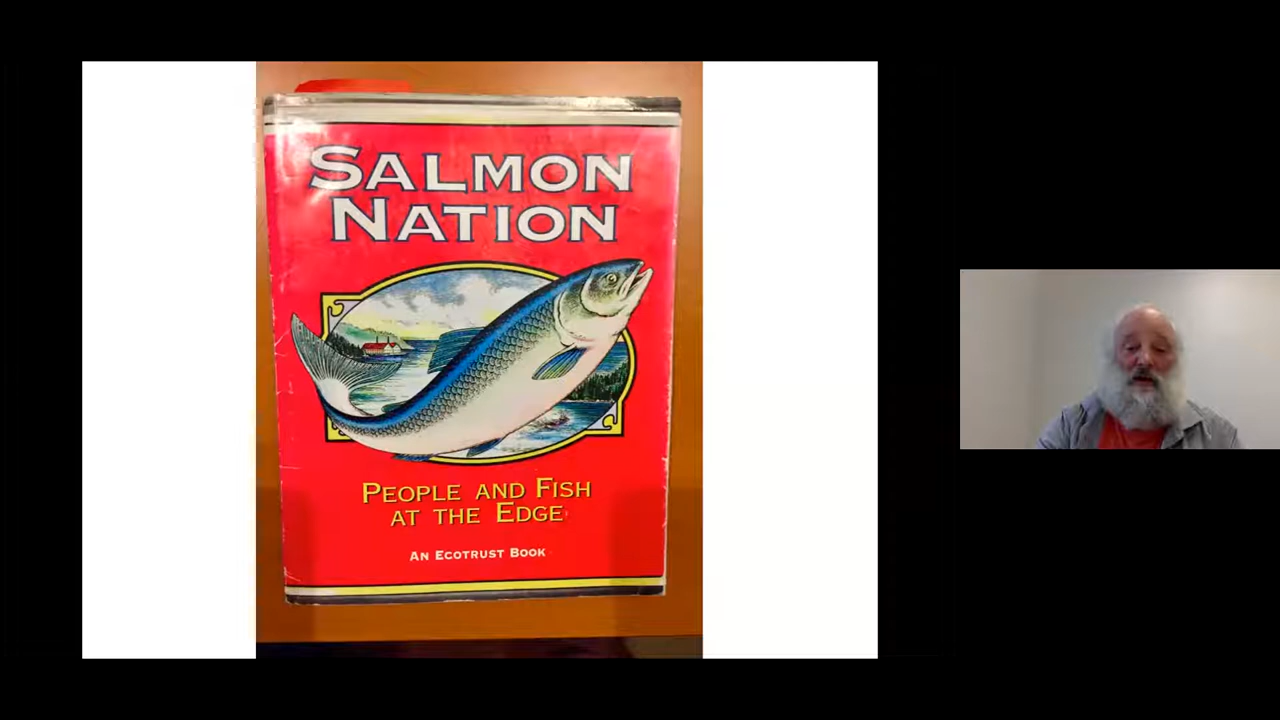 SALMON
NATION
PEOPLE AND FISH
AT THE EDGE
AN ECOTRUST BOOK